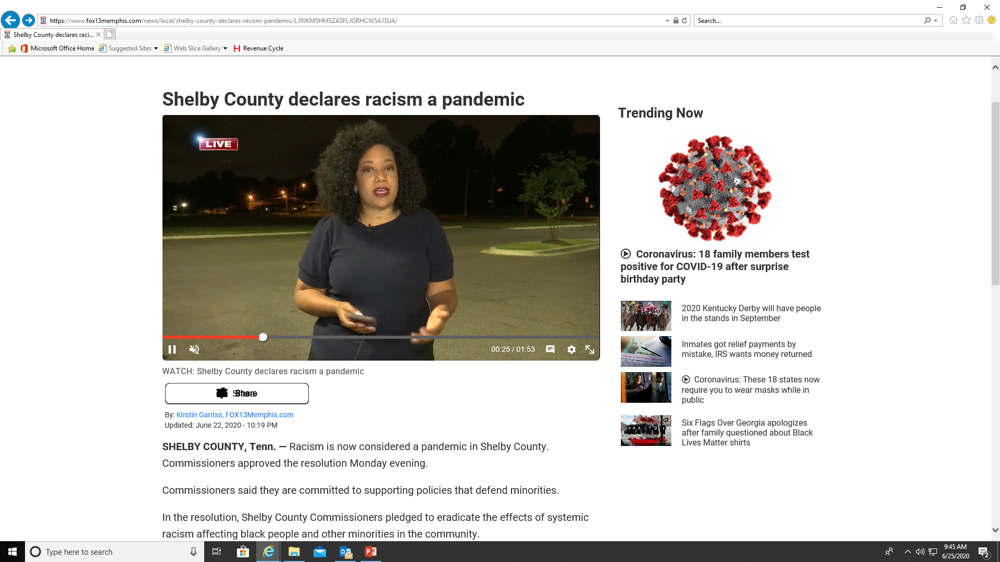 https://www.fox13memphis.com/news/local/shelby-county-declares-racism-pandemic/LJWKM5HM5ZASFLJGRHCW5AJ3UA/
Search...
Shelby County declares raci...
Microsoft Office Home
Suggested Sites
Web Slice Gallery
H Revenue Cycle
Shelby County declares racism a pandemic
LIVE
00:25 / 01:53
WATCH: Shelby County declares racism a pandemic
Share
By: Kirstin Garriss, FOX13Memphis.com
Updated: June 22, 2020 - 10:19 PM
SHELBY COUNTY, Tenn. — Racism is now considered a pandemic in Shelby County.
Commissioners approved the resolution Monday evening.
Commissioners said they are committed to supporting policies that defend minorities.
In the resolution, Shelby County Commissioners pledged to eradicate the effects of systemic
racism affecting black people and other minorities in the community.
Trending Now
Coronavirus: 18 family members test
positive for COVID-19 after surprise
birthday party
2020 Kentucky Derby will have people
in the stands in September
Inmates got relief payments by
mistake, IRS wants money returned
Coronavirus: These 18 states now
require you to wear masks while in
public
Six Flags Over Georgia apologizes
after family questioned about Black
Lives Matter shirts
Type here to search
9:45 AM
6/25/2020
2